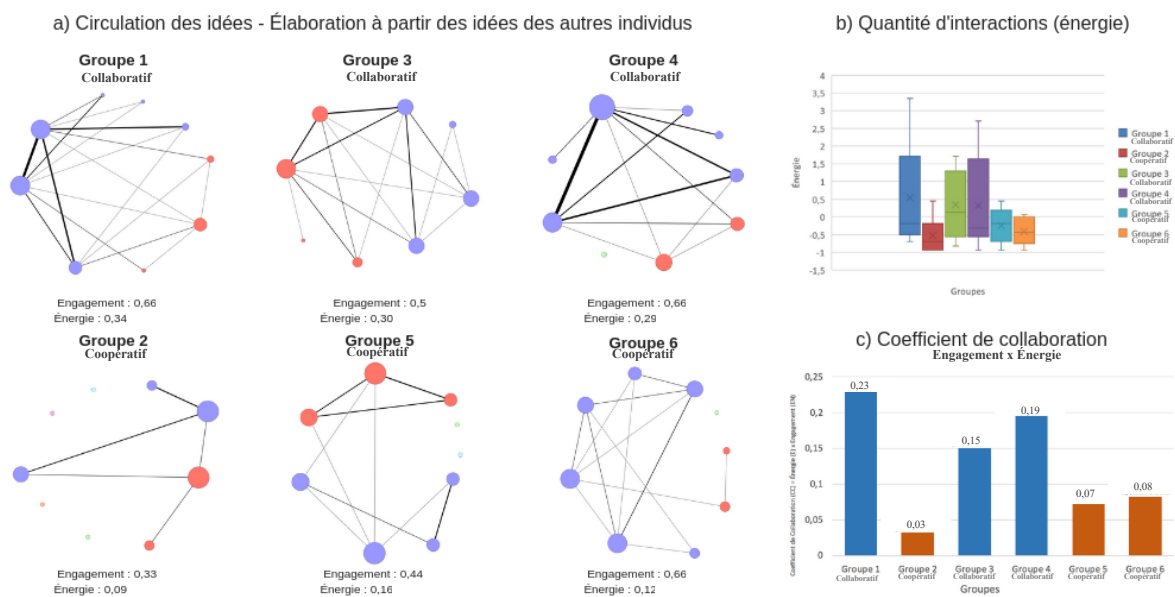 a) Circulation des idées - Élaboration à partir des idées des autres individus
Groupe 1
Collaboratif
Engagement : 0,66
Énergie : 0,34
Groupe 3
Collaboratif
Engagement : 0,5
Énergie : 0,30
Groupe 4
Collaboratif
Engagement : 0,66
Énergie : 0,29
Groupe 2
Coopératif
Engagement : 0,33
Énergie : 0,09
Groupe 5
Coopératif
Engagement : 0,44
Énergie : 0,16
Groupe 6
Coopératif
Engagement : 0,66
Énergie : 0,12
b) Quantité d'interactions (énergie)
Énergie
4
3,5
3
2,5
2
1,5
1
0,5
0
-0,5
-1
-1,5
Groupes
Groupe 1
Collaboratif
Groupe 2
Coopératif
Groupe 3
Collaboratif
Groupe 4
Collaboratif
Groupe 5
Coopératif
Groupe 6
Coopératif
c) Coefficient de collaboration
Engagement x Énergie
Coefficient de Collaboration (CC) = Énergie (E) x Engagement (EN)
0,25
0,2
0,15
0,1
0,05
0
0,23
0,03
0,15
0,19
0,07
0,08
Groupe 1 Groupe 2 Groupe 3 Groupe 4 Groupe 5 Groupe 6
Collaboratif Coopératif Collaboratif Collaboratif Coopératif Coopératif
Groupes